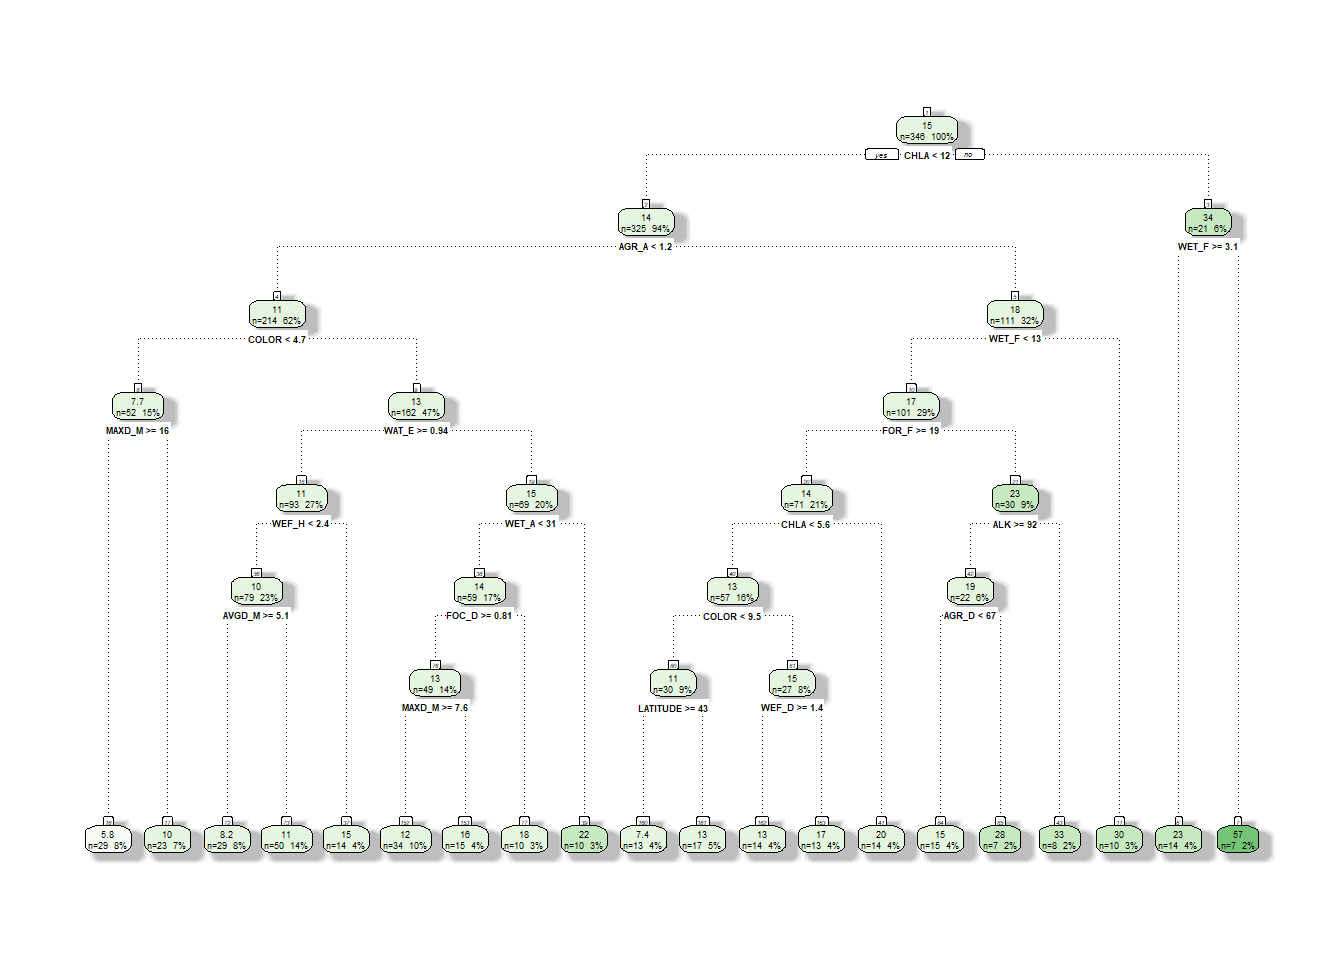 1
15
n=346 100%
yes CHLA < 12 no
2 3
14 34
n=325 94% n=21 6%
AGR_A < 1.2 WET_F >= 3.1
4 5
11 18
n=214 62% n=111 32%
COLOR < 4.7 WET_F < 13
8 9 10
7.7 13 17
n=52 15% n=162 47% n=101 29%
MAXD_M >= 16 WAT_E >= 0.94 FOR_F >= 19
18 19 20 21
11 15 14 23
n=93 27% n=69 20% n=71 21% n=30 9%
WEF_H < 2.4 WET_A < 31 CHLA < 5.6 ALK >= 92
36 38 40 42
10 14 13 19
n=79 23% n=59 17% n=57 16% n=22 6%
AVGD_M >= 5.1 FOC_D >= 0.81 COLOR < 9.5 AGR_D < 67
76 80 81
13 11 15
n=49 14% n=30 9% n=27 8%
MAXD_M >= 7.6 LATITUDE >= 43 WEF_D >= 1.4
16 17 72 73 37 152 153 77 39 160 161 162 163 41 84 85 43 11 6 7
5.8 10 8.2 11 15 12 16 18 22 7.4 13 13 17 20 15 28 33 30 23 57
n=29 8% n=23 7% n=29 8% n=50 14% n=14 4% n=34 10% n=15 4% n=10 3% n=10 3% n=13 4% n=17 5% n=14 4% n=13 4% n=14 4% n=15 4% n=7 2% n=8 2% n=10 3% n=14 4% n=7 2%